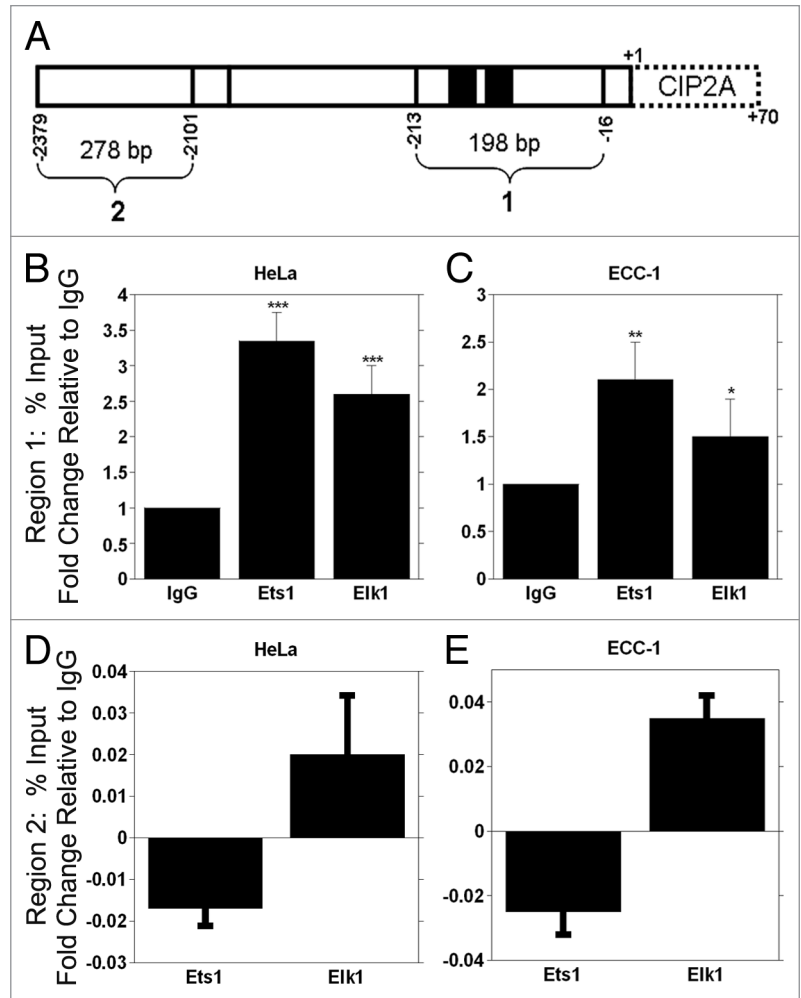 A
+1
CIP2A
-2379
-2101
-213
-16
+70
278 bp
198 bp
2
1
B
HeLa
Region 1: % Input
Fold Change Relative to IgG
4
3.5
3
2.5
2
1.5
1
0.5
0
***
***
IgG Ets1 Elk1
C
ECC-1
3
2.5
2
1.5
1
0.5
0
**
*
IgG Ets1 Elk1
D
HeLa
Region 2: % Input
Fold Change Relative to IgG
0.04
0.03
0.02
0.01
0
-0.01
-0.02
-0.03
Ets1 Elk1
E
ECC-1
0.04
0.02
0
-0.02
-0.04
Ets1 Elk1